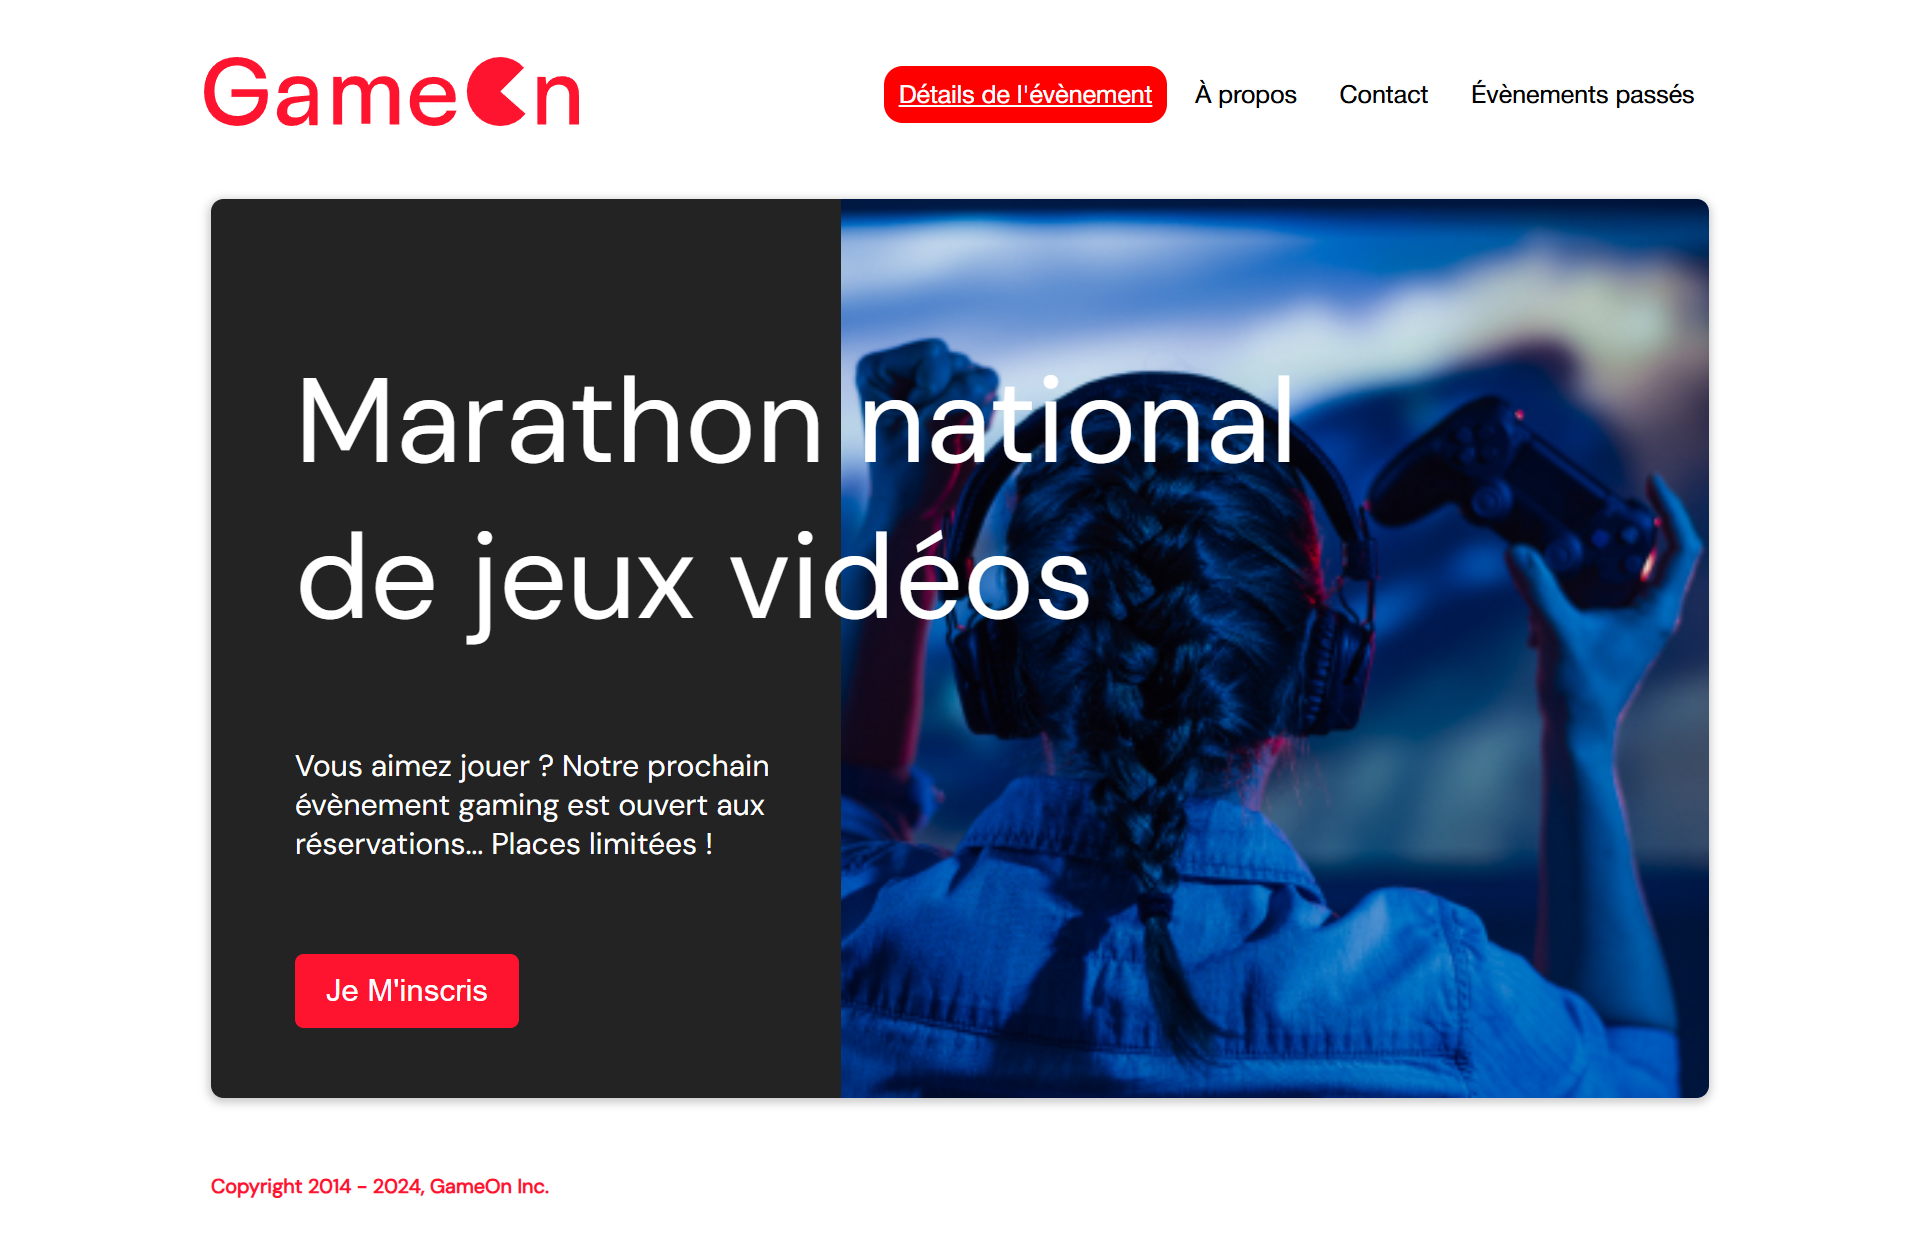 GameOn
Détails de l'évènement À propos Contact Évènements passés
Marathon national
de jeux vidéos
Vous aimez jouer ? Notre prochain
évènement gaming est ouvert aux
réservations... Places limitées !
Je M'inscris
Copyright 2014 - 2024, GameOn Inc.